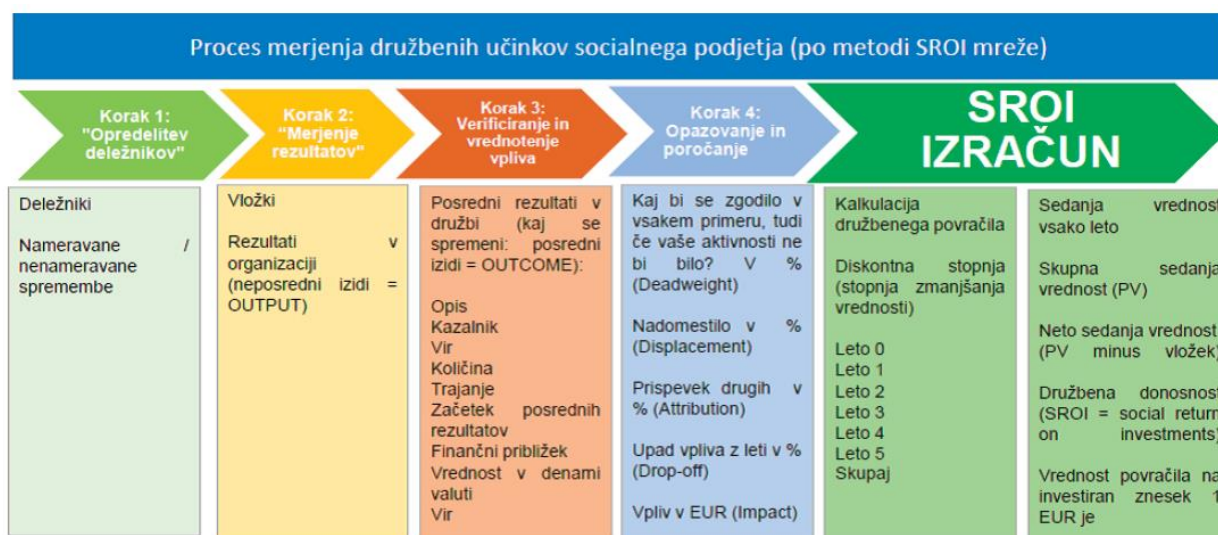 Proces merjenja družbenih učinkov socialnega podjetja (po metodi SROI mreže)
Korak 1:
"Opredelitev
deležnikov"
Korak 2:
"Merjenje
rezultatov"
Korak 3:
Verificiranje in
vrednotenje
vpliva
Korak 4:
Opazovanje in
poročanje
SROI
IZRAČUN
Deležniki
Nameravane /
nenameravane
spremembe
Vložki
Rezultati v
organizaciji
(neposredni izidi =
OUTPUT)
Posredni rezultati v
družbi (kaj se
spremeni: posredni
izidi = OUTCOME):
Opis
Kazalnik
Vir
Količina
Trajanje
Začetek posrednih
rezultatov
Finančni približek
Vrednost v denarni
valuti
Vir
Kaj bi se zgodilo v
vsakem primeru, tudi
če vaše aktivnosti ne
bi bilo? V %
(Deadweight)
Nadomestilo v %
(Displacement)
Prispevek drugih v
% (Attribution)
Upad vpliva z leti v %
(Drop-off)
Vpliv v EUR (Impact)
Kalkulacija
družbenega povračila
Diskontna stopnja
(stopnja zmanjšanja
vrednosti)
Leto 0
Leto 1
Leto 2
Leto 3
Leto 4
Leto 5
Skupaj
Sedanja vrednost
vsako leto
Skupna sedanja
vrednost (PV)
Neto sedanja vrednost
(PV minus vložek)
Družbena donosnost
(SROI = social return
on investments)
Vrednost povračila na
investiran znesek 1
EUR je